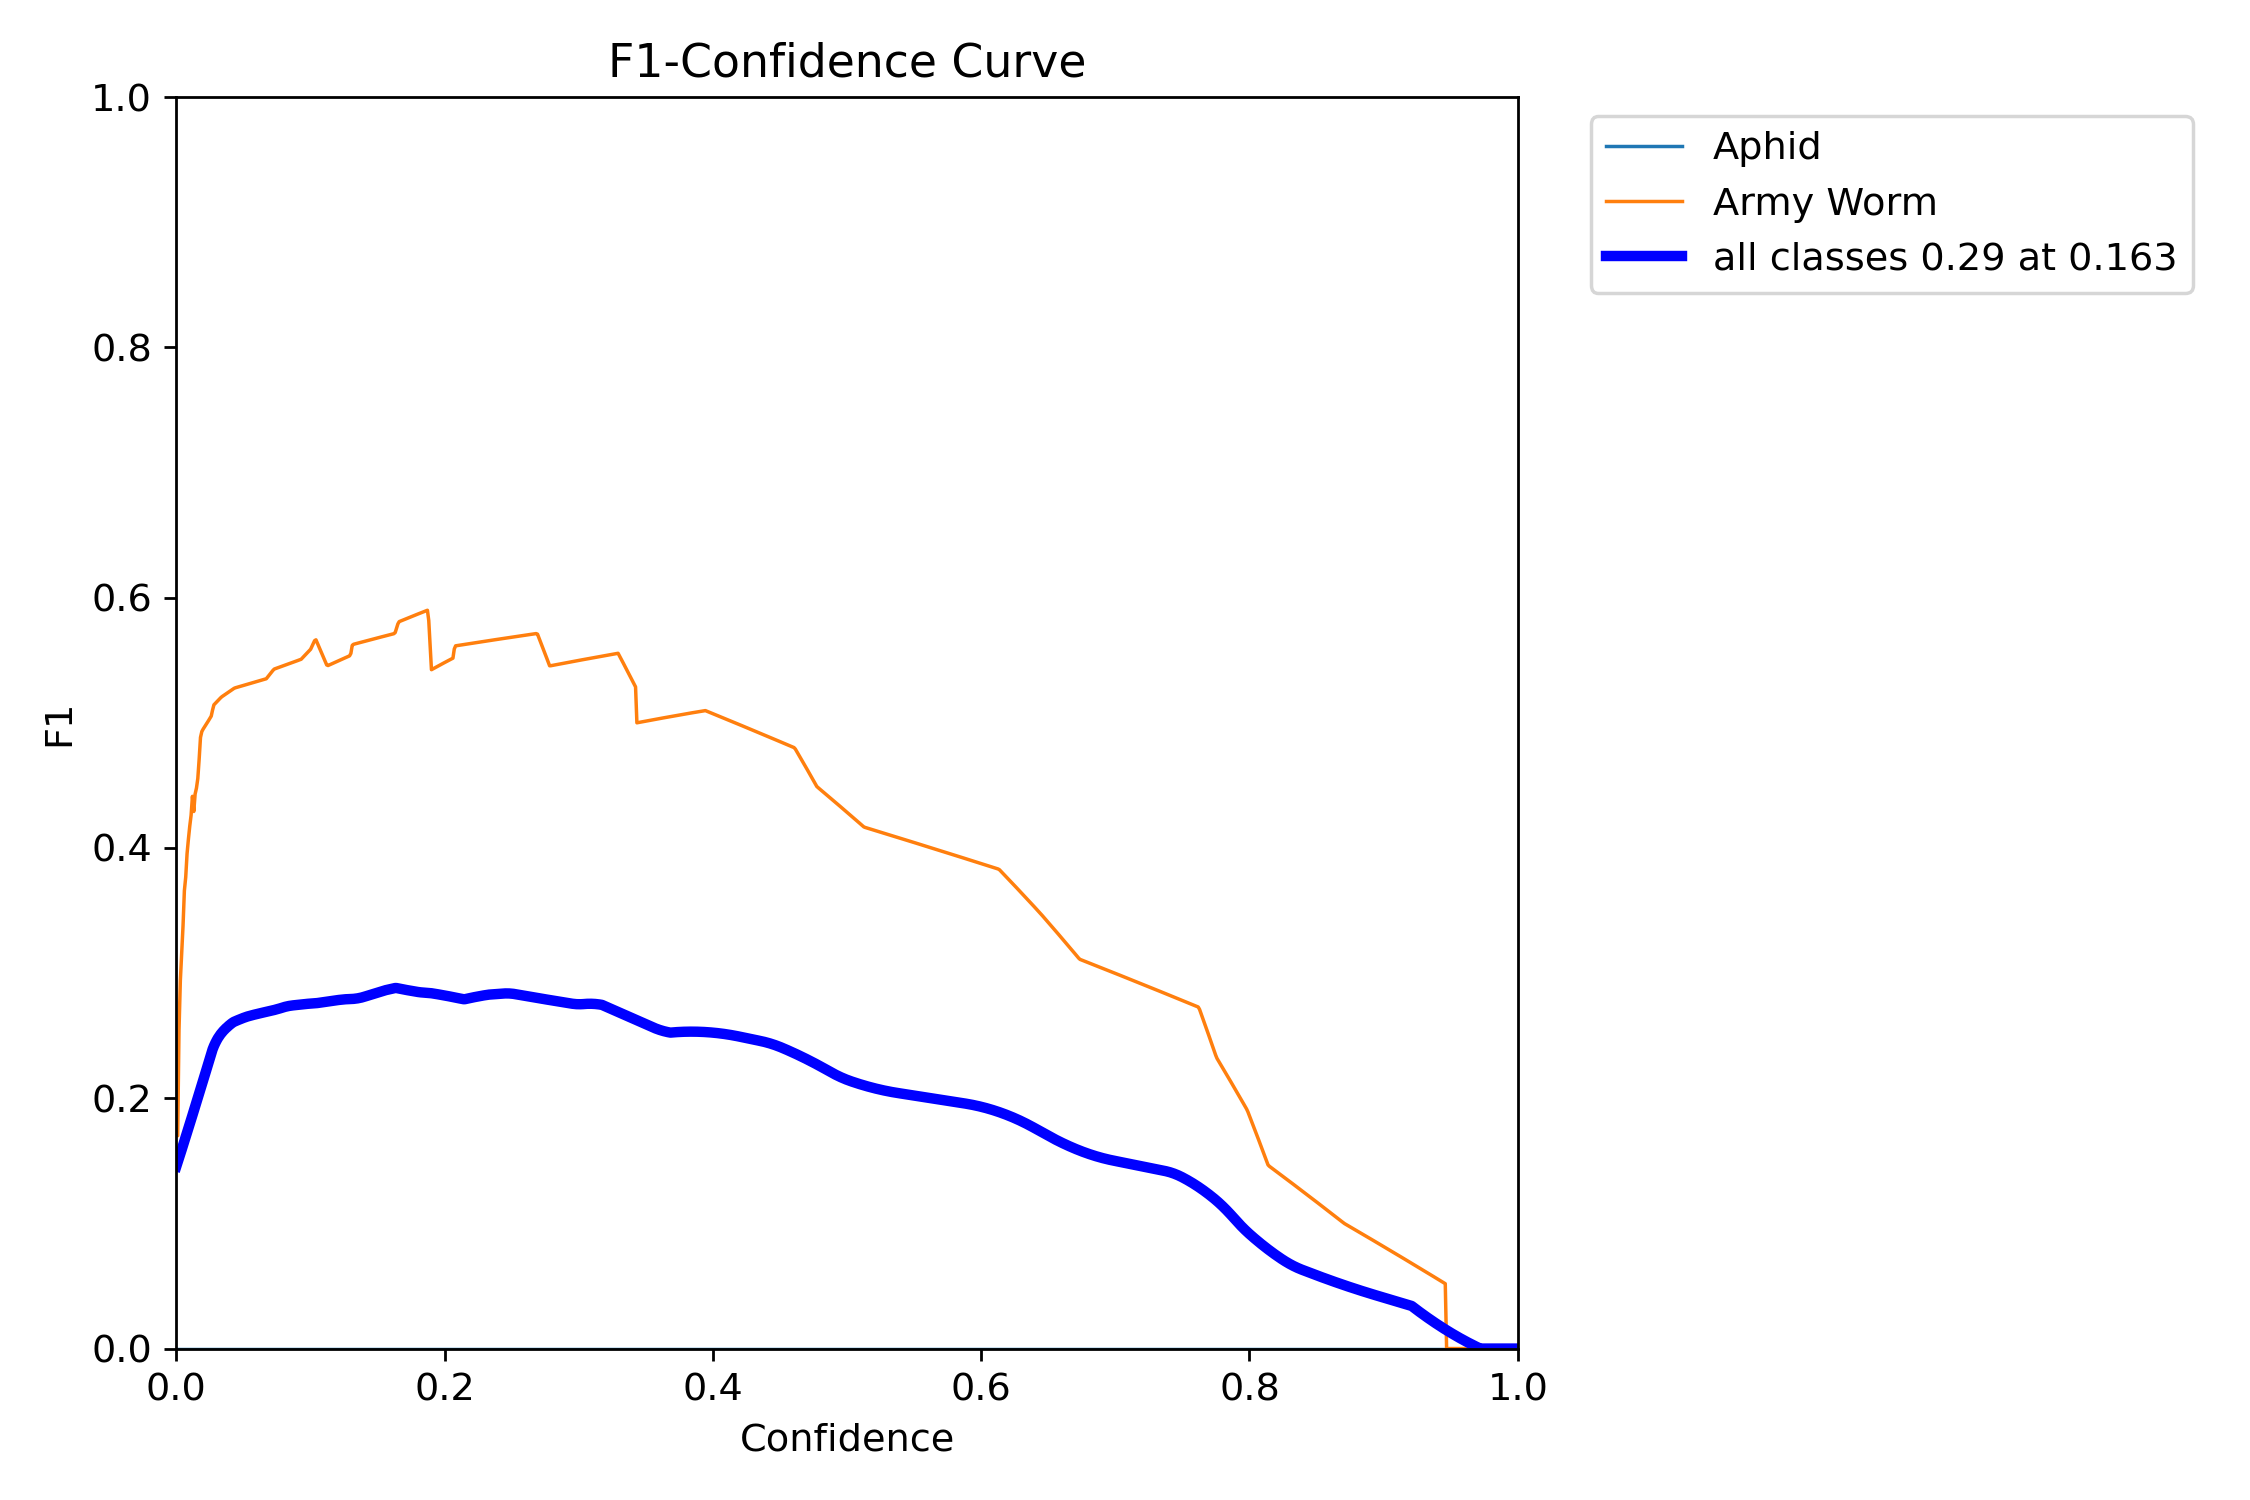 F1-Confidence Curve
1.0
0.8
0.6
0.4
0.2
0.0
F1
0.0 0.2 0.4 0.6 0.8 1.0
Confidence
Aphid
Army Worm
all classes 0.29 at 0.163